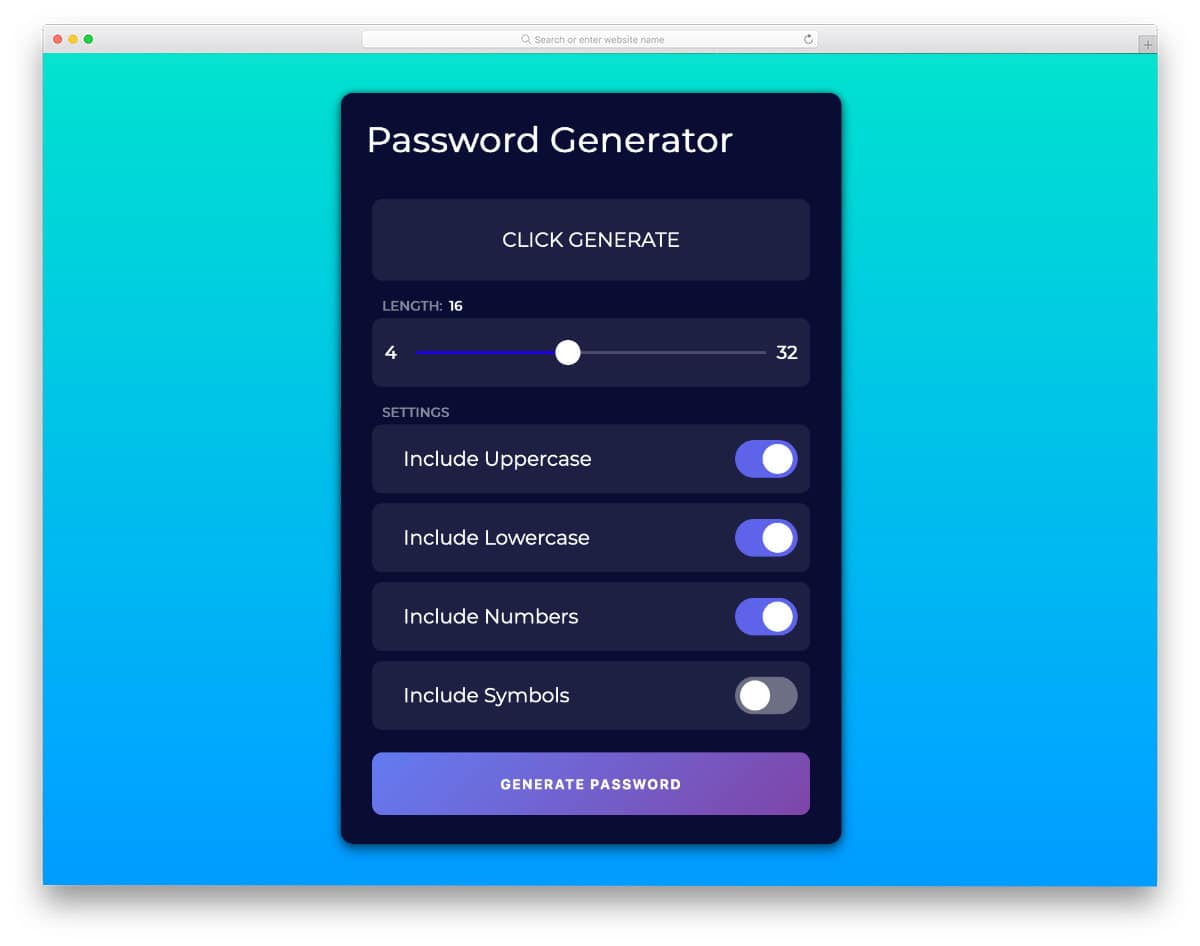 Search or enter website name
Password Generator
CLICK GENERATE
LENGTH: 16
4 32
SETTINGS
Include Uppercase
Include Lowercase
Include Numbers
Include Symbols
GENERATE PASSWORD